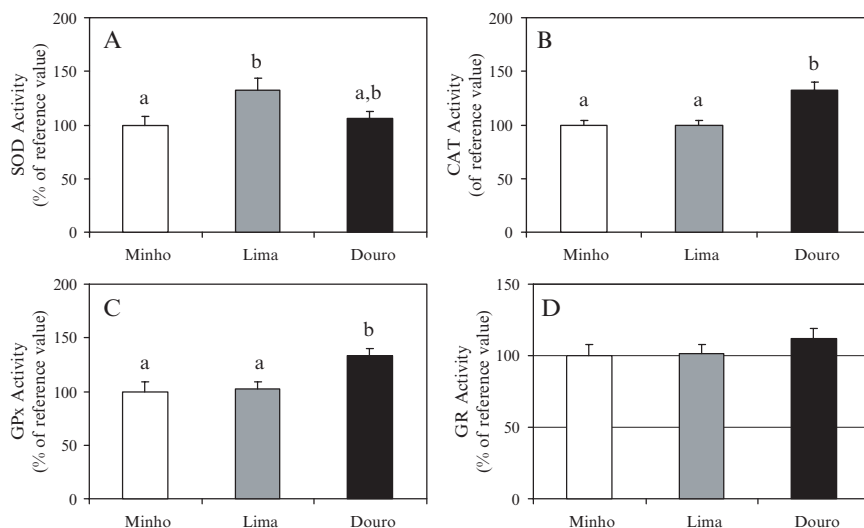 A
SOD Activity
(% of reference value)
200
150
100
50
0
a
b
a,b
Minho Lima Douro
B
CAT Activity
(of reference value)
200
150
100
50
0
a
a
b
Minho Lima Douro
C
GPx Activity
(% of reference value)
200
150
100
50
0
a
a
b
Minho Lima Douro
D
GR Activity
(% of reference value)
150
100
50
0
Minho Lima Douro